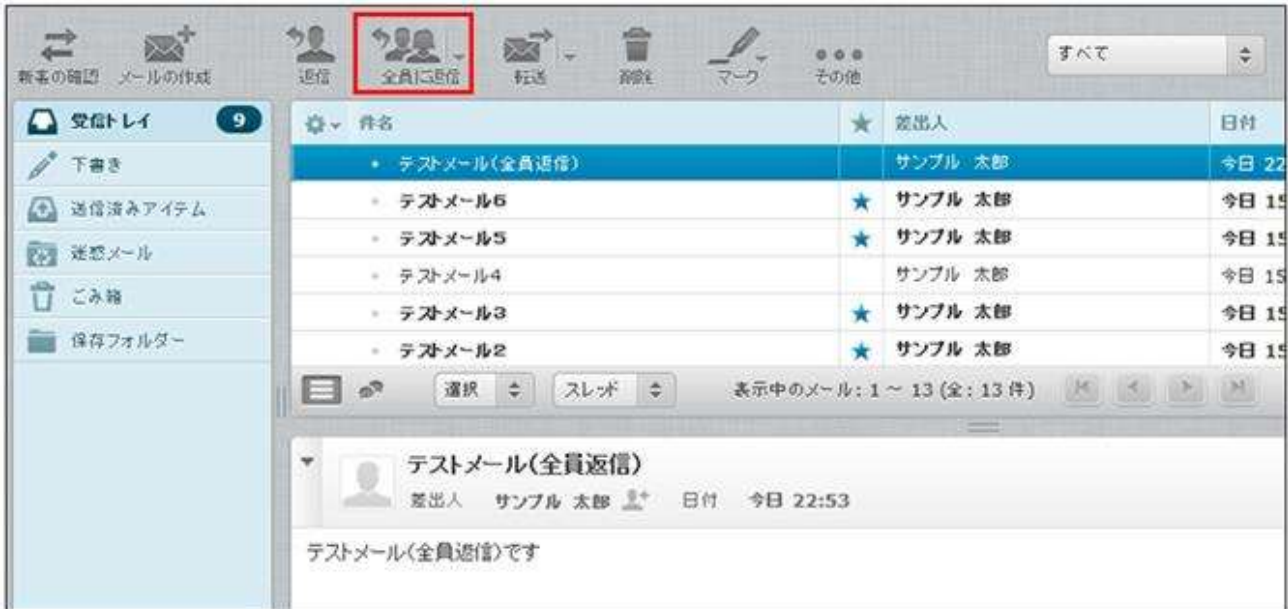 新着の確認 メールの作成 返信 全員に返信 転送 削除 マーク その他 すべて
受信トレイ 9
下書き
送信済みアイテム
迷惑メール
ごみ箱
保存フォルダー
件名 差出人 日付
テストメール(全員返信) サンプル 太郎 今日 22
テストメール6 サンプル 太郎 今日 15
テストメール5 サンプル 太郎 今日 15
テストメール4 サンプル 太郎 今日 15
テストメール3 サンプル 太郎 今日 15
テストメール2 サンプル 太郎 今日 15
選択 スレッド 表示中のメール: 1 ~ 13 (全: 13 件)
テストメール(全員返信)
差出人 サンプル 太郎 日付 今日 22:53
テストメール(全員返信)です